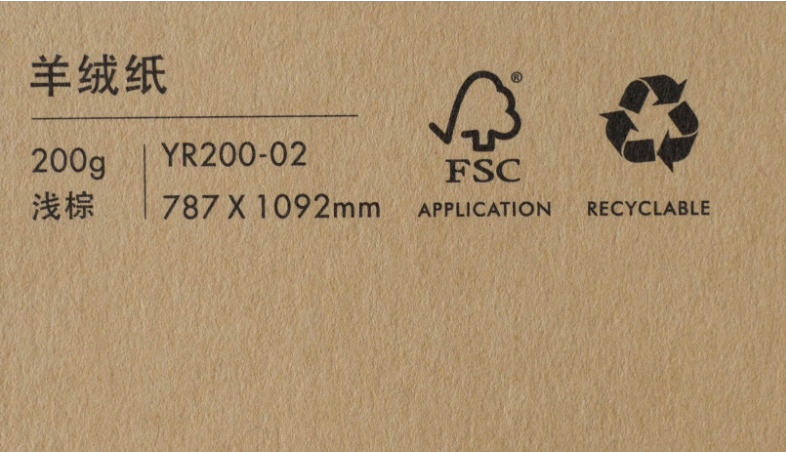 羊绒纸
200g
浅棕
YR200-02
787 X 1092mm
®
FSC
APPLICATION
RECYCLABLE